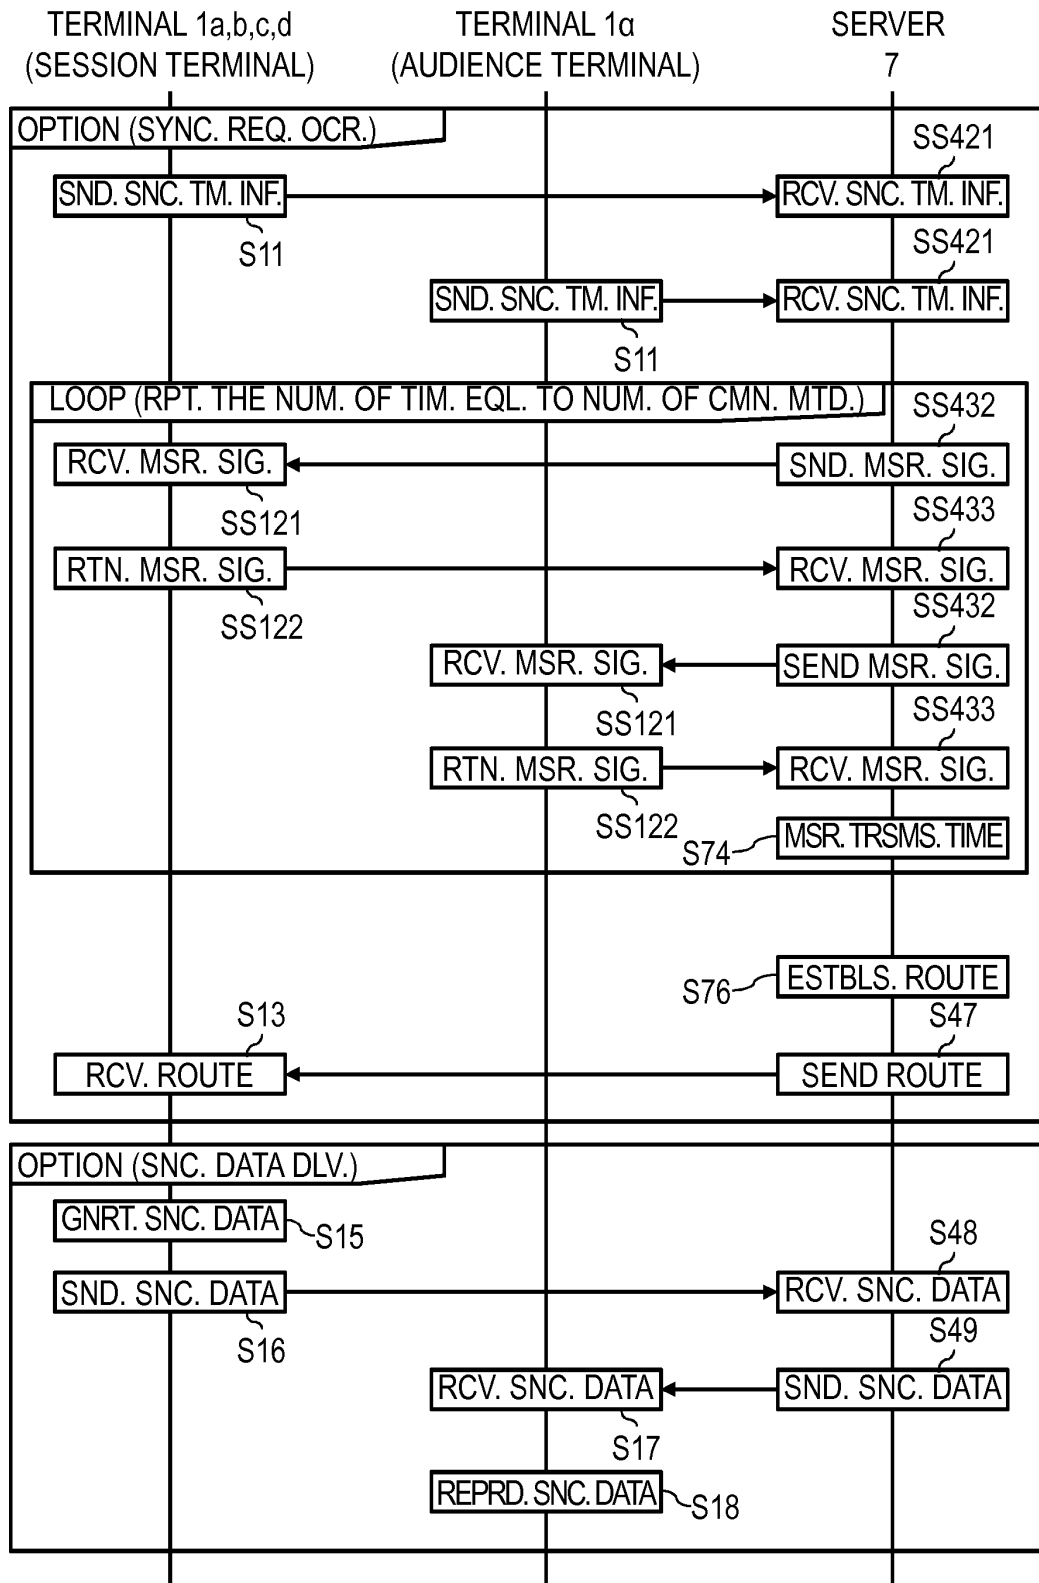 TERMINAL 1a,b,c,d
(SESSION TERMINAL)
TERMINAL 1α
(AUDIENCE TERMINAL)
SERVER
7
OPTION (SYNC. REQ. OCR.)
SS421
SND. SNC. TM. INF.
RCV. SNC. TM. INF.
S11
SS421
SND. SNC. TM. INF.
RCV. SNC. TM. INF.
S11
LOOP (RPT. THE NUM. OF TIM. EQL. TO NUM. OF CMN. MTD.)
SS432
RCV. MSR. SIG.
SND. MSR. SIG.
SS121
SS433
RTN. MSR. SIG.
RCV. MSR. SIG.
SS122
SS432
RCV. MSR. SIG.
SEND MSR. SIG.
SS121
SS433
RTN. MSR. SIG.
RCV. MSR. SIG.
SS122
S74
MSR. TRSMS. TIME
S76
ESTBLS. ROUTE
S13
S47
RCV. ROUTE
SEND ROUTE
OPTION (SNC. DATA DLV.)
GNRT. SNC. DATA
S15
S48
SND. SNC. DATA
RCV. SNC. DATA
S16
S49
RCV. SNC. DATA
SND. SNC. DATA
S17
REPRD. SNC. DATA
S18